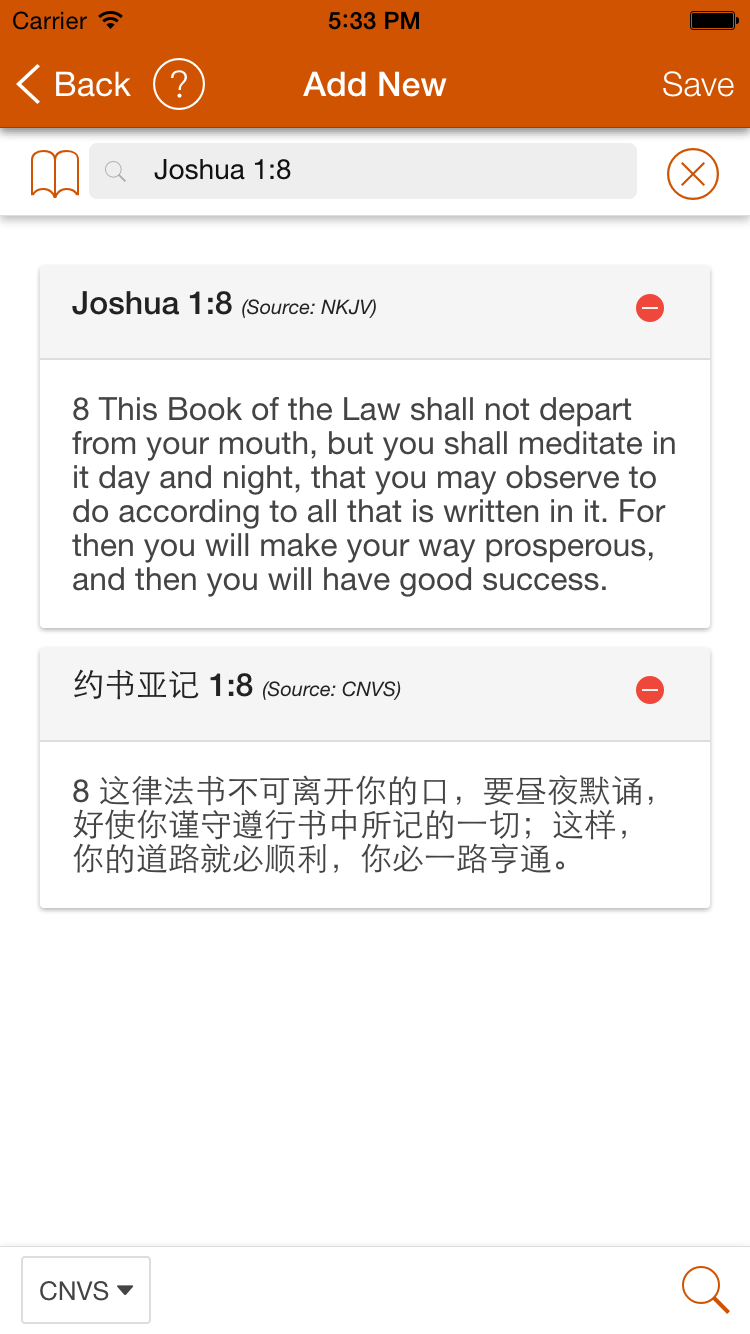 Carrier 5:33 PM
Back ? Add New Save
Joshua 1:8
Joshua 1:8 (Source: NKJV)
8 This Book of the Law shall not depart
from your mouth, but you shall meditate in
it day and night, that you may observe to
do according to all that is written in it. For
then you will make your way prosperous,
and then you will have good success.
约书亚记 1:8 (Source: CNVS)
8 这律法书不可离开你的口，要昼夜默诵，
好使你谨守遵行书中所记的一切；这样，
你的道路就必顺利，你必一路亨通。
CNVS